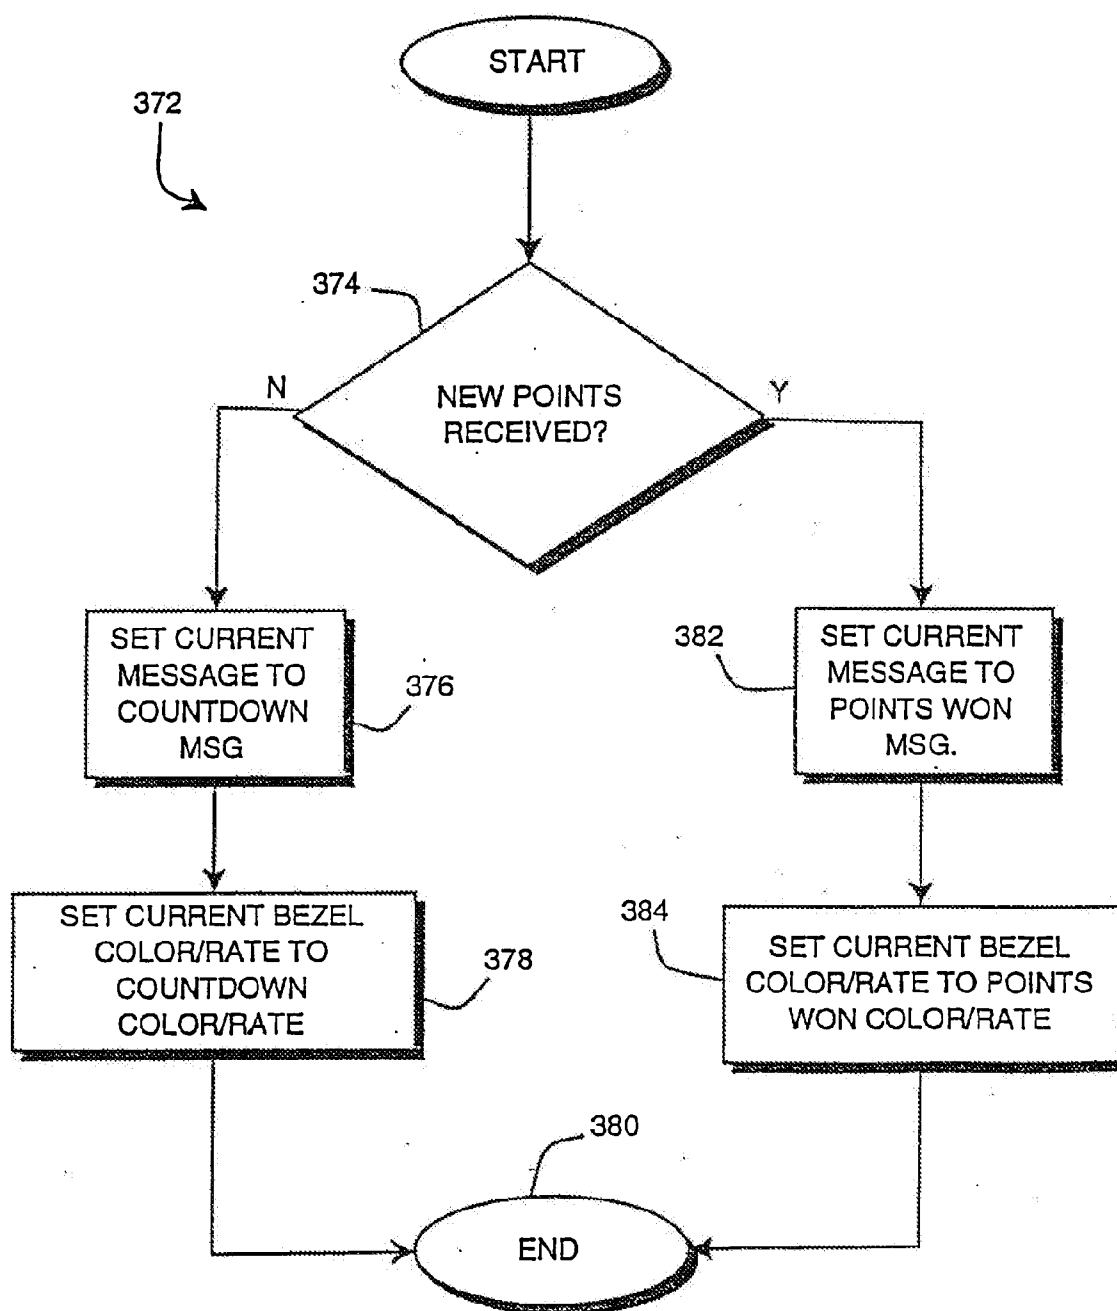 START
372
374
N
Y
NEW POINTS
RECEIVED?
SET CURRENT
MESSAGE TO
COUNTDOWN
MSG
376
382
SET CURRENT
MESSAGE TO
POINTS WON
MSG.
SET CURRENT BEZEL
COLOR/RATE TO
COUNTDOWN
COLOR/RATE
378
384
SET CURRENT BEZEL
COLOR/RATE TO POINTS
WON COLOR/RATE
380
END